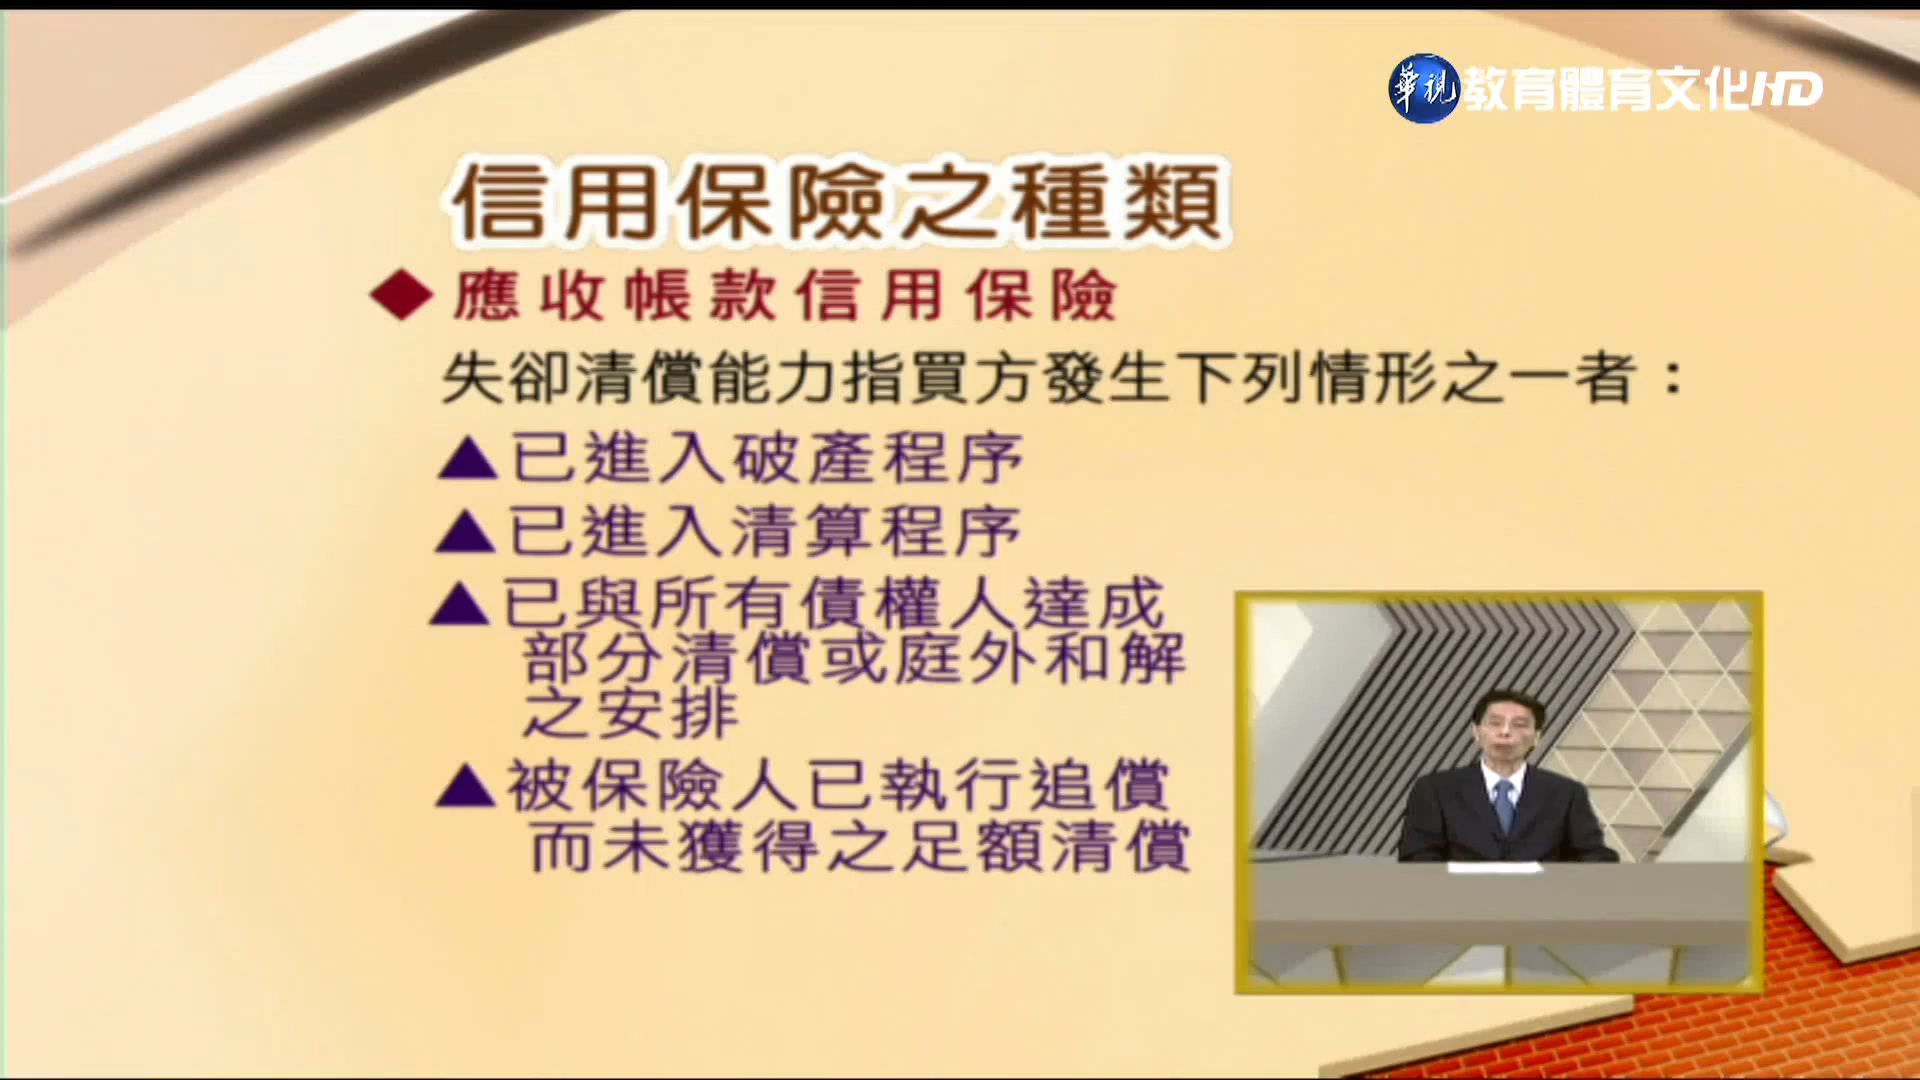 華視教育體育文化HD
信用保險之種類
◆應收帳款信用保險
失卻清償能力指買方發生下列情形之一者：
▲已進入破產程序
▲已進入清算程序
▲已與所有債權人達成
部分清償或庭外和解
之安排
▲被保險人已執行追償
而未獲得之足額清償